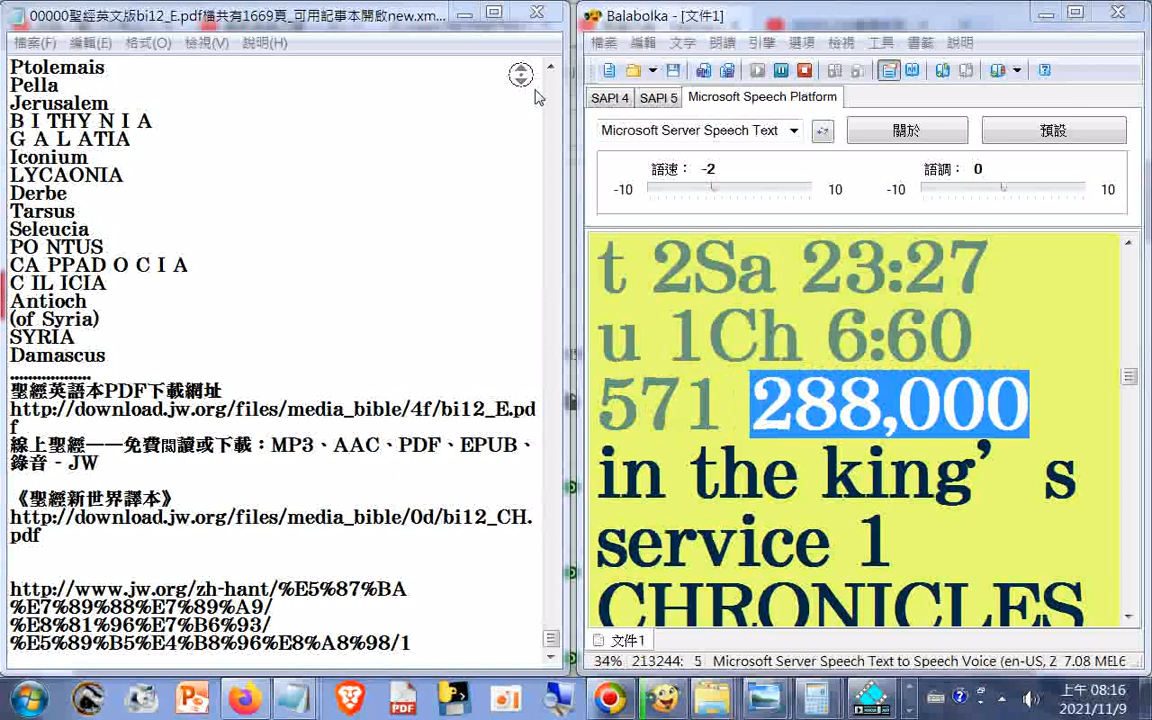 00000聖經英文版bi12_E.pdf檔共有1669頁_可用記事本開啟new.xm...
檔案(F) 編輯(E) 格式(O) 檢視(V) 說明(H)
Ptolemais
Pella
Jerusalem
B I THY N I A
G A L ATIA
Iconium
LYCAONIA
Derbe
Tarsus
Seleucia
PO NTUS
CA PPAD O C I A
C IL ICIA
Antioch
(of Syria)
SYRIA
Damascus
..................
聖經英語本PDF下載網址
http://download.jw.org/files/media_bible/4f/bi12_E.pd
f
線上聖經——免費閱讀或下載：MP3、AAC、PDF、EPUB、
錄音 - JW
《聖經新世界譯本》
http://download.jw.org/files/media_bible/0d/bi12_CH.
pdf
http://www.jw.org/zh-hant/%E5%87%BA
%E7%89%88%E7%89%A9/
%E8%81%96%E7%B6%93/
%E5%89%B5%E4%B8%96%E8%A8%98/1
Balabolka - [文件1]
檔案 編輯 文字 朗讀 引擎 選項 檢視 工具 書籤 說明
SAPI 4 SAPI 5 Microsoft Speech Platform
Microsoft Server Speech Text 關於 預設
語速： -2 語調： 0
-10 10 -10 10
t 2Sa 23:27
u 1Ch 6:60
571 288,000
in the king’s
service 1
CHRONICLES
文件1
34% 213244: 5 Microsoft Server Speech Text to Speech Voice (en-US, Z 7.08 МБ
PDF
上午 08:16
2021/11/9